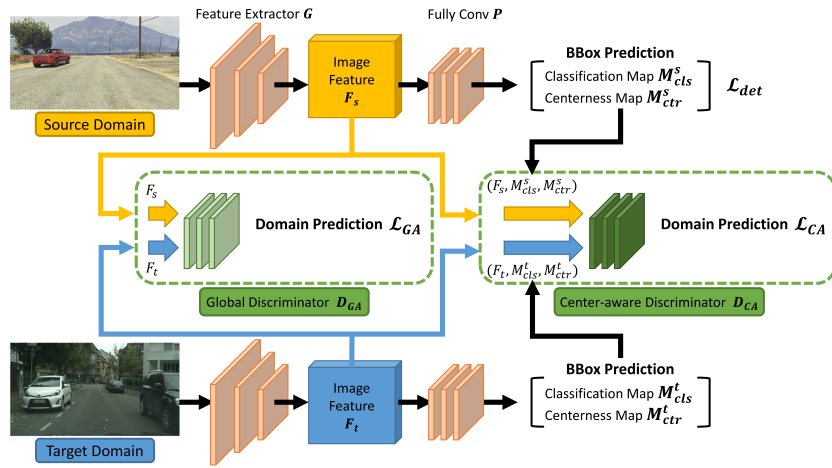 Feature Extractor G
Fully Conv P
Image
Feature
F_s
BBox Prediction
Classification Map M^s_cls
Centerness Map M^s_ctr
L_det
Source Domain
F_s
(F_s, M^s_cls, M^s_ctr)
Domain Prediction L_GA
Domain Prediction L_CA
F_t
(F_t, M^t_cls, M^t_ctr)
Global Discriminator D_GA
Center-aware Discriminator D_CA
Image
Feature
F_t
BBox Prediction
Classification Map M^t_cls
Centerness Map M^t_ctr
Target Domain